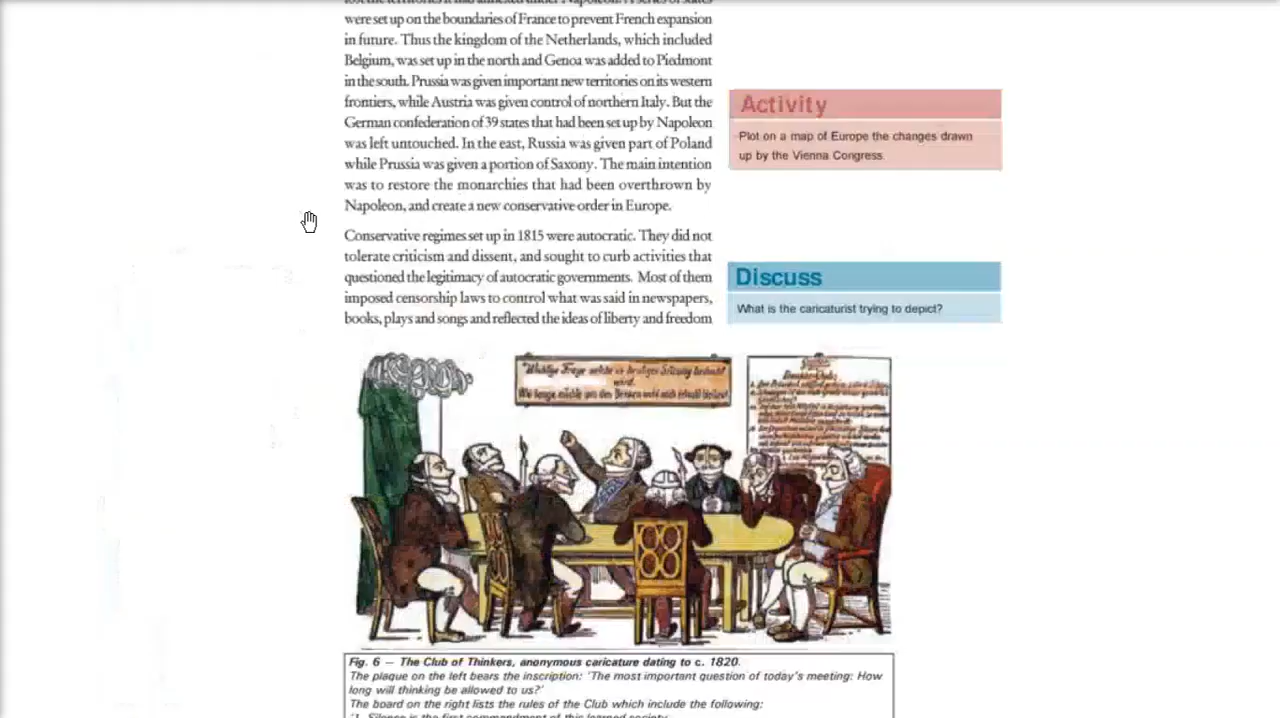 were set up on the boundaries of France to prevent French expansion
in future. Thus the kingdom of the Netherlands, which included
Belgium, was set up in the north and Genoa was added to Piedmont
in the south. Prussia was given important new territories on its western
frontiers, while Austria was given control of northern Italy. But the
German confederation of 39 states that had been set up by Napoleon
was left untouched. In the east, Russia was given part of Poland
while Prussia was given a portion of Saxony. The main intention
was to restore the monarchies that had been overthrown by
Napoleon, and create a new conservative order in Europe.
Conservative regimes set up in 1815 were autocratic. They did not
tolerate criticism and dissent, and sought to curb activities that
questioned the legitimacy of autocratic governments. Most of them
imposed censorship laws to control what was said in newspapers,
books, plays and songs and reflected the ideas of liberty and freedom
Activity
Plot on a map of Europe the changes drawn
up by the Vienna Congress.
Discuss
What is the caricaturist trying to depict?
Fig. 6 — The Club of Thinkers, anonymous caricature dating to c. 1820.
The plaque on the left bears the inscription: 'The most important question of today's meeting: How
long will thinking be allowed to us?'
The board on the right lists the rules of the Club which include the following:
'1. Silence is the first commandment of this learned society.